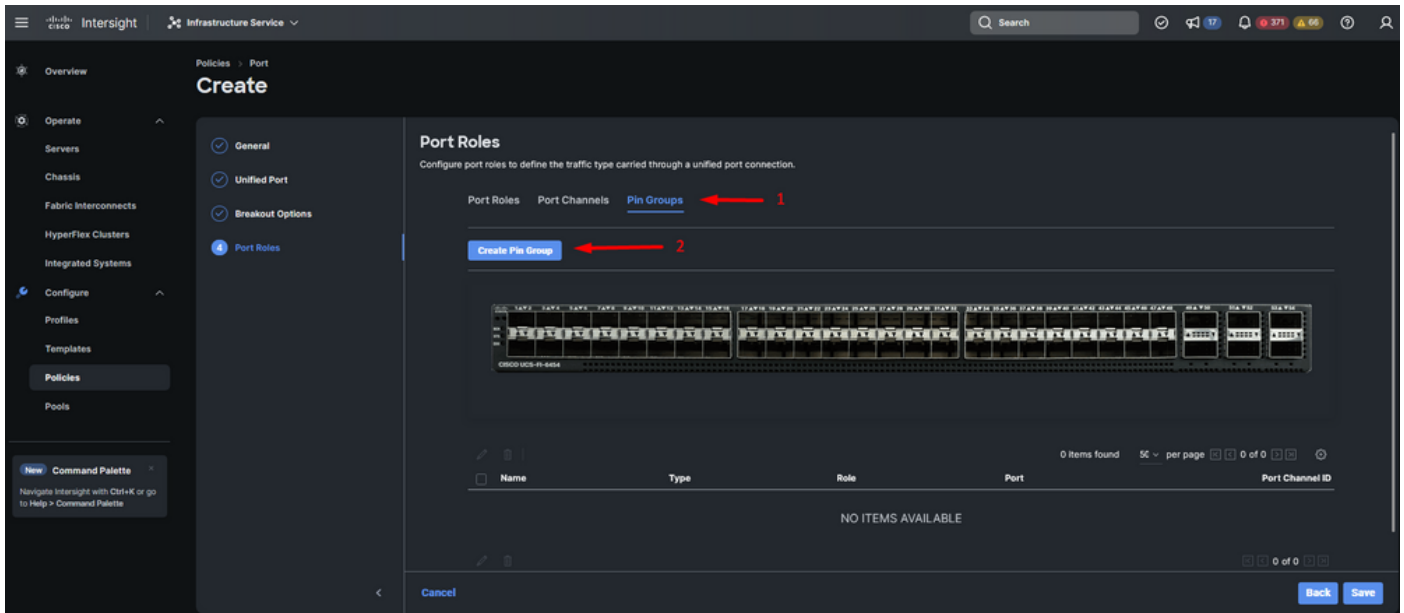 cisco Intersight
Infrastructure Service
Search
17
371
66
Overview
Operate
Servers
Chassis
Fabric Interconnects
HyperFlex Clusters
Integrated Systems
Configure
Profiles
Templates
Policies
Pools
New Command Palette
Navigate Intersight with Ctrl+K or go
to Help > Command Palette
Policies > Port
Create
General
Unified Port
Breakout Options
4 Port Roles
Port Roles
Configure port roles to define the traffic type carried through a unified port connection.
Port Roles Port Channels Pin Groups
1
Create Pin Group
2
CISCO UCS-FI-6454
0 items found 50 per page 0 of 0
Name Type Role Port Port Channel ID
NO ITEMS AVAILABLE
0 of 0
Cancel Back Save